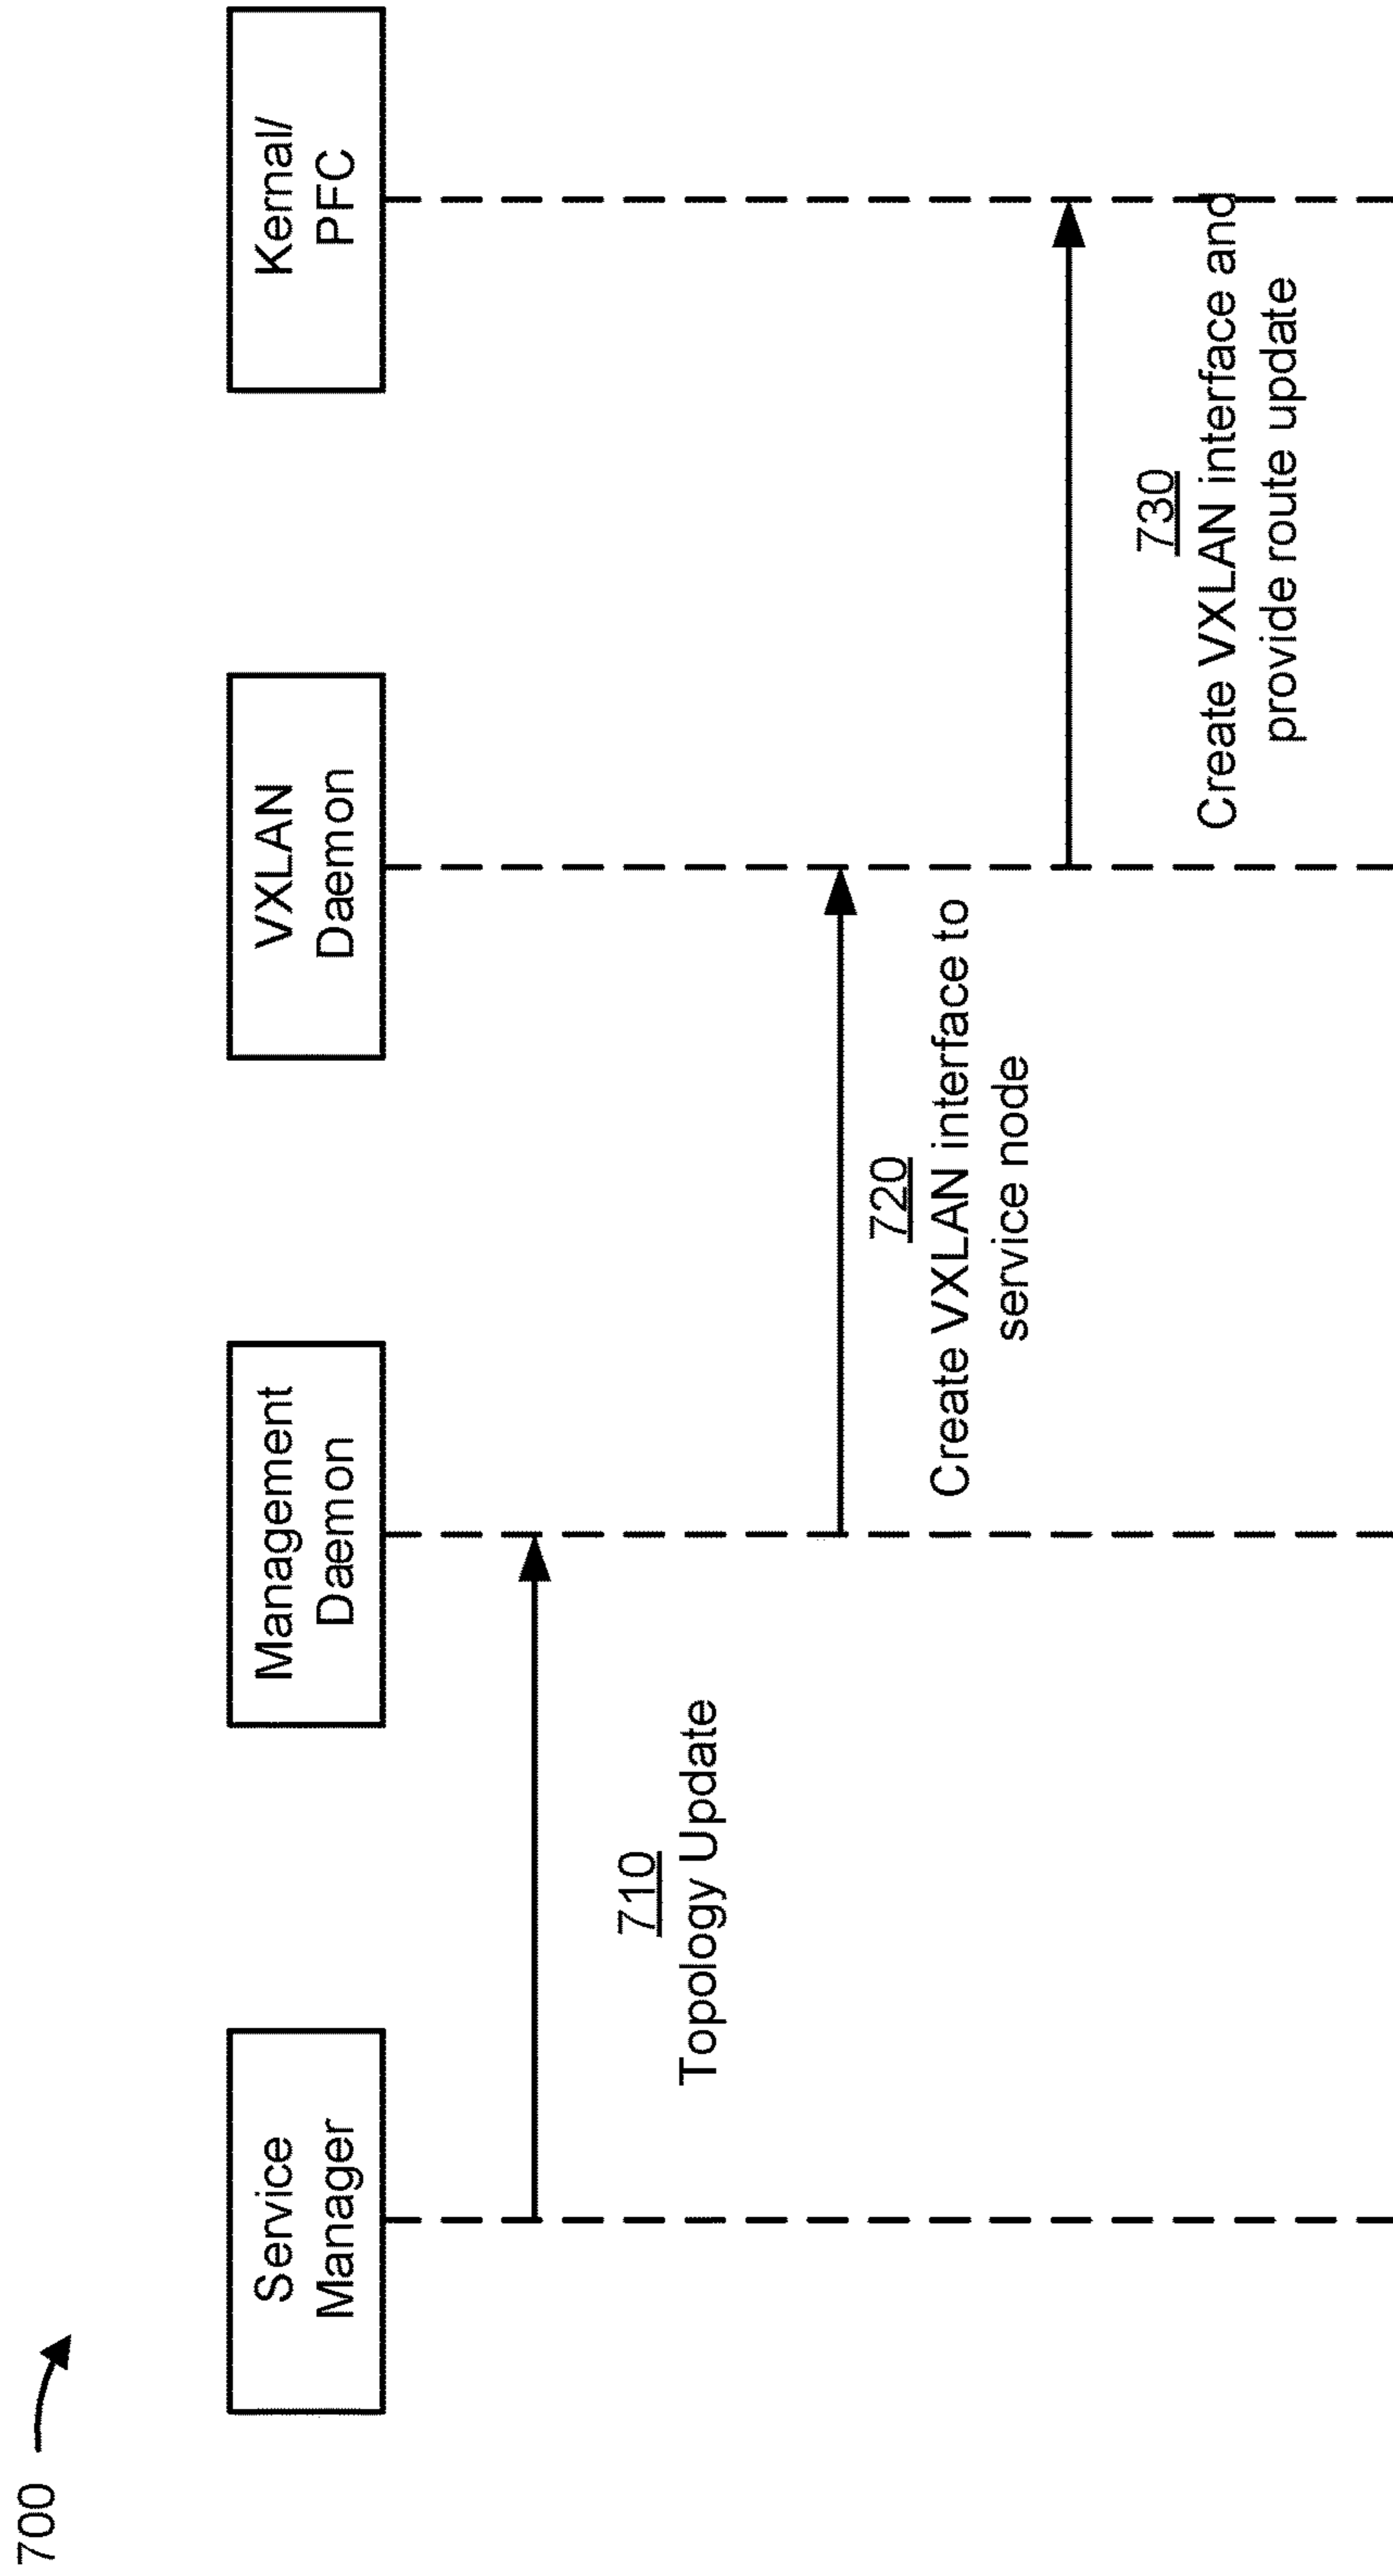 700
Service
Manager
Management
Daemon
VXLAN
Daemon
Kernal/
PFC
710
Topology Update
720
Create VXLAN interface to
service node
730
Create VXLAN interface and
provide route update